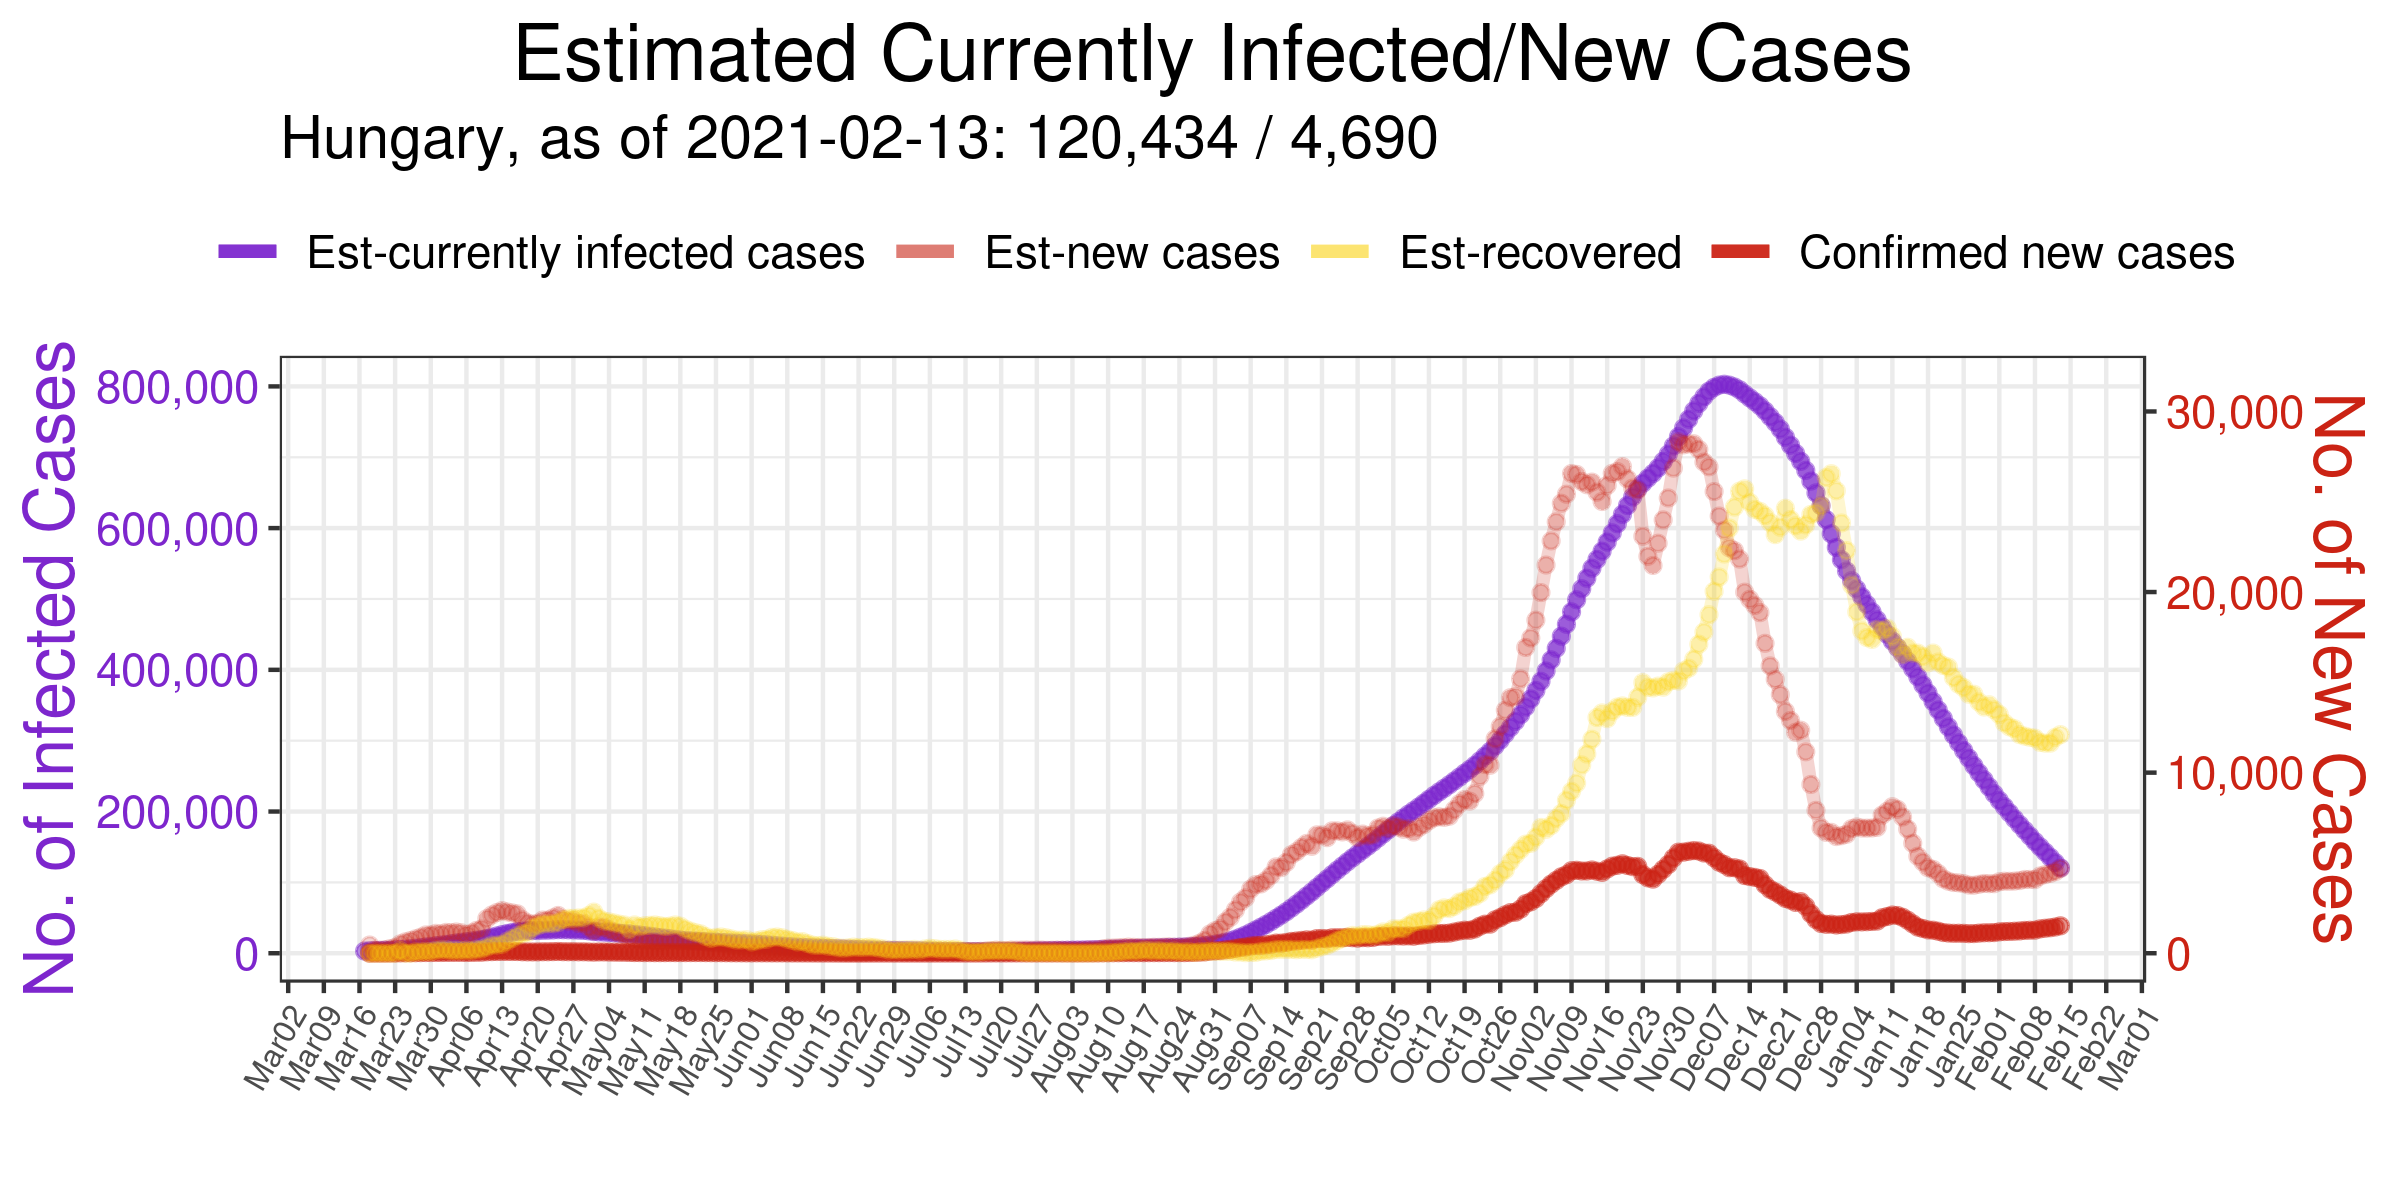 Estimated Currently Infected/New Cases
Hungary, as of 2021-02-13: 120,434 / 4,690
Est-currently infected cases Est-new cases Est-recovered Confirmed new cases
No. of Infected Cases
800,000
600,000
400,000
200,000
0
30,000
20,000
10,000
0
No. of New Cases
Mar02 Mar09 Mar16 Mar23 Mar30 Apr06 Apr13 Apr20 Apr27 May04 May11 May18 May25 Jun01 Jun08 Jun15 Jun22 Jun29 Jul06 Jul13 Jul20 Jul27 Aug03 Aug10 Aug17 Aug24 Aug31 Sep07 Sep14 Sep21 Sep28 Oct05 Oct12 Oct19 Oct26 Nov02 Nov09 Nov16 Nov23 Nov30 Dec07 Dec14 Dec21 Dec28 Jan04 Jan11 Jan18 Jan25 Feb01 Feb08 Feb15 Feb22 Mar01